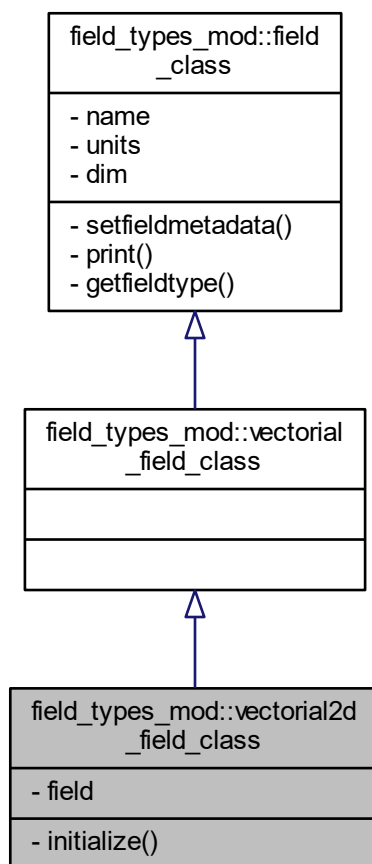 field_types_mod::field
_class
- name
- units
- dim
- setfieldmetadata()
- print()
- getfieldtype()
field_types_mod::vectorial
_field_class
field_types_mod::vectorial2d
_field_class
- field
- initialize()